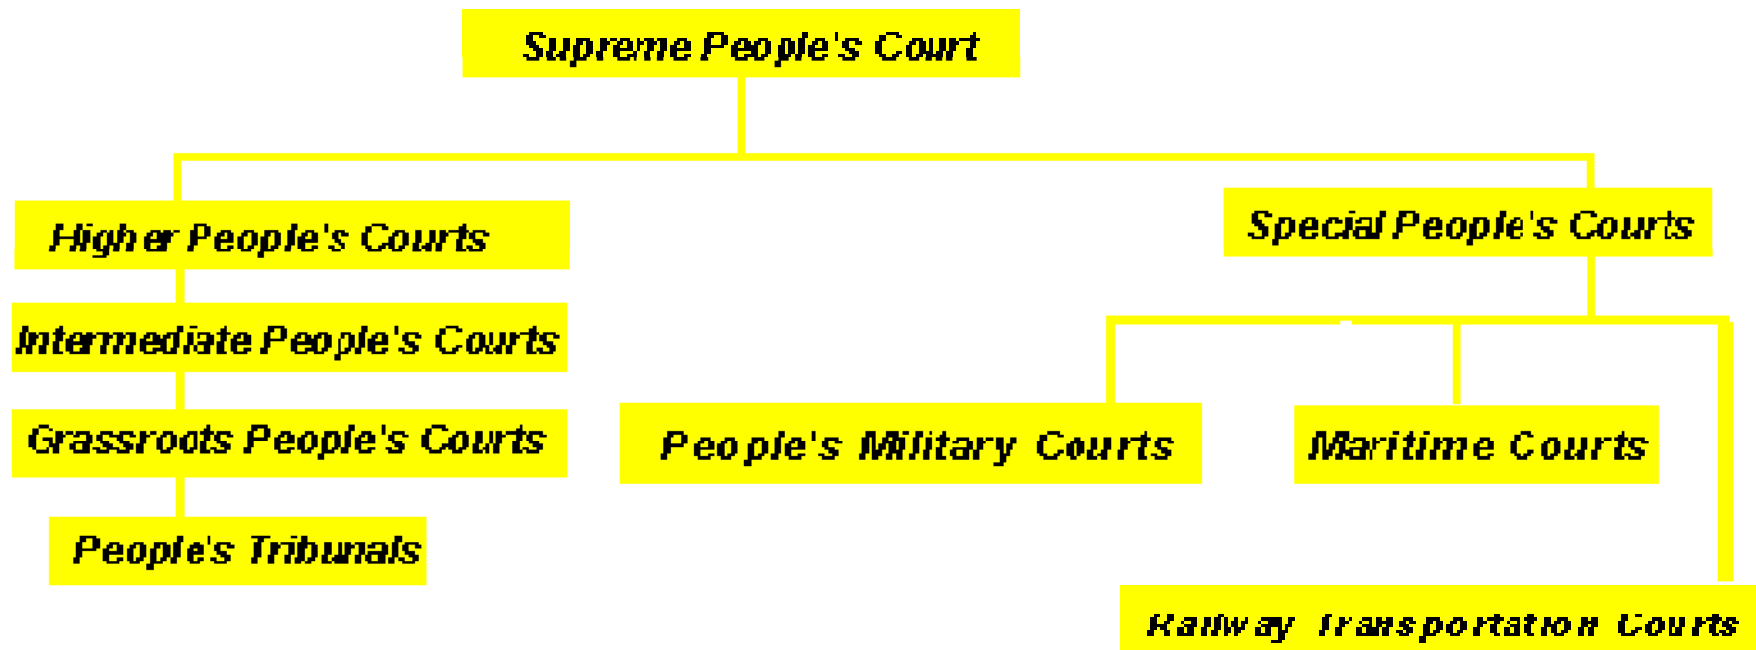 Supreme People's Court
Higher People's Courts
Special People's Courts
Intermediate People's Courts
Grassroots People's Courts
People's Military Courts
Maritime Courts
People's Tribunals
Railway Transportation Courts